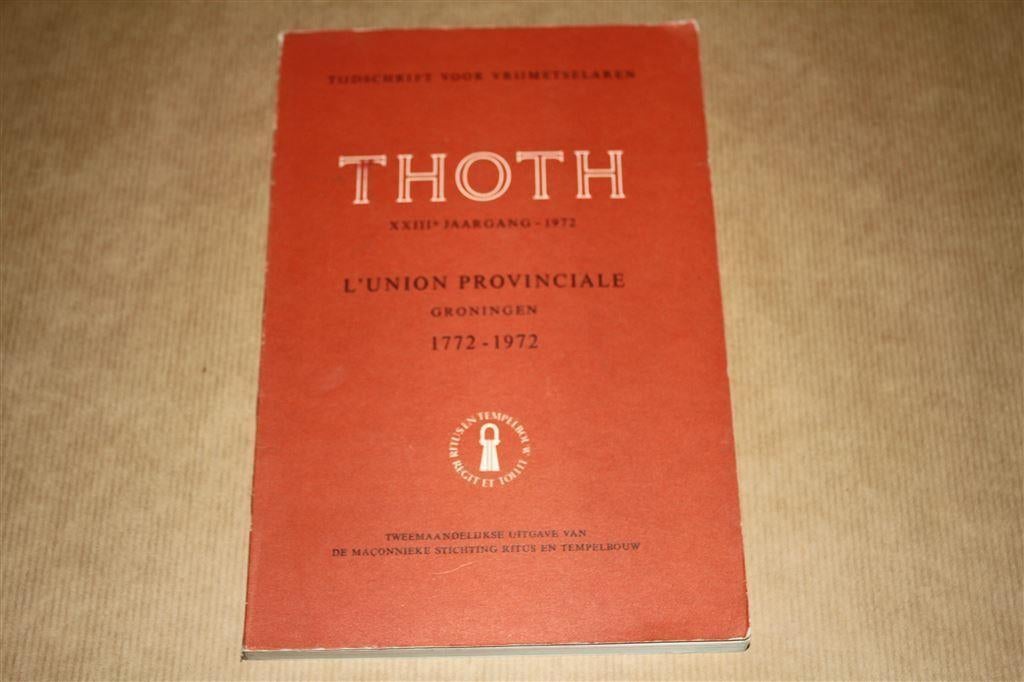 TIJDSCHRIFT VOOR VRIJMETSELAREN
THOTH
XXIIIe JAARGANG - 1972
L'UNION PROVINCIALE
GRONINGEN
1772 - 1972
RITUS EN TEMPELBOUW
REGIT ET TOLLIT
TWEEMAANDELIJKSE UITGAVE VAN
DE MAÇONNIEKE STICHTING RITUS EN TEMPELBOUW